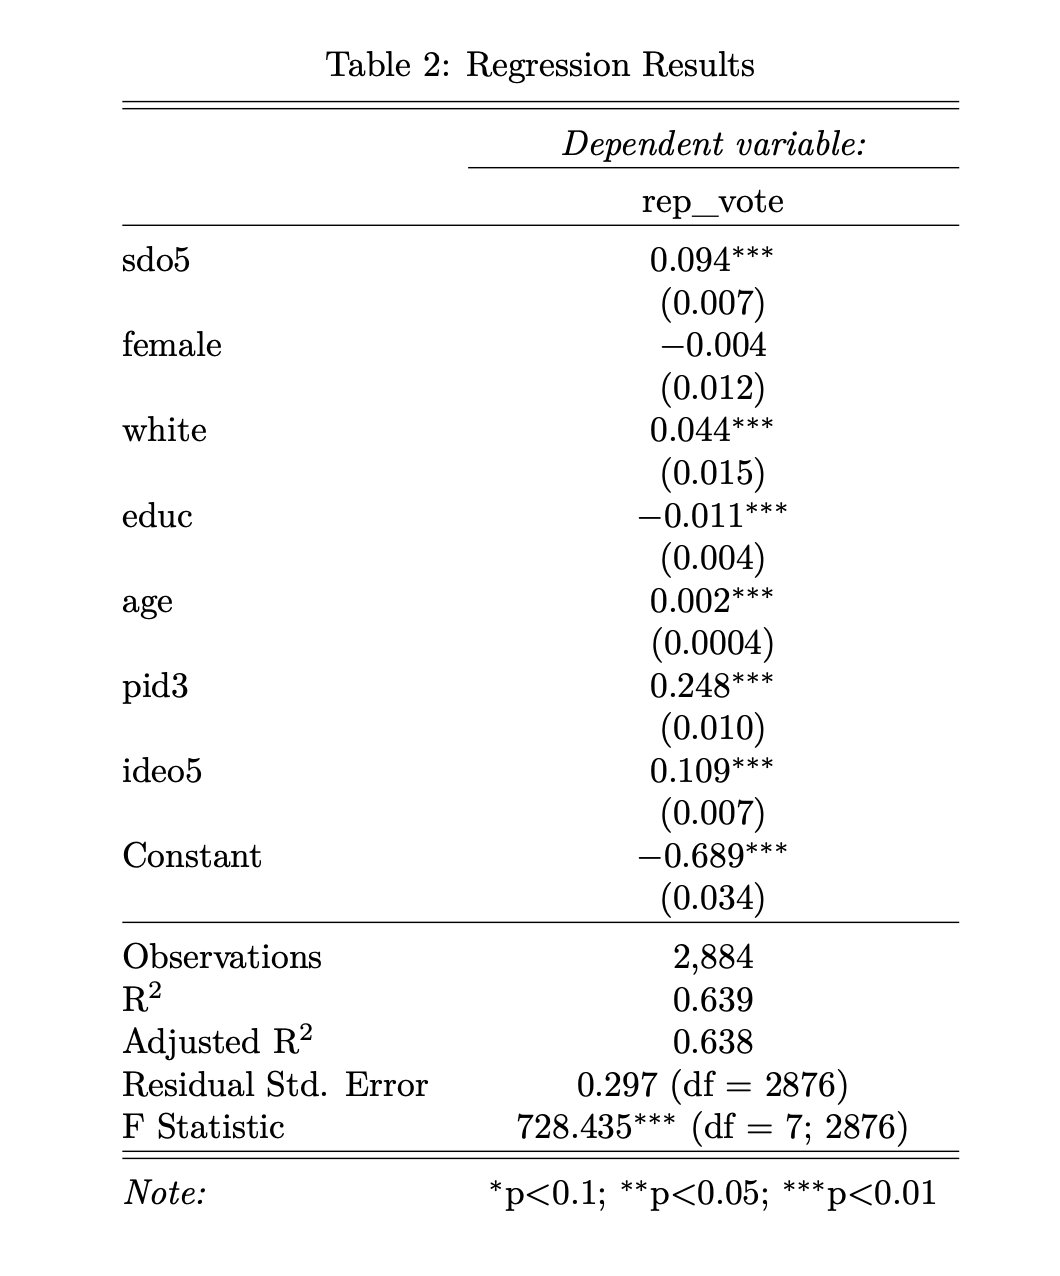 Table 2: Regression Results
Dependent variable:
rep_vote
sdo5 0.094***
(0.007)
female −0.004
(0.012)
white 0.044***
(0.015)
educ −0.011***
(0.004)
age 0.002***
(0.0004)
pid3 0.248***
(0.010)
ideo5 0.109***
(0.007)
Constant −0.689***
(0.034)
Observations 2,884
R² 0.639
Adjusted R² 0.638
Residual Std. Error 0.297 (df = 2876)
F Statistic 728.435*** (df = 7; 2876)
Note: *p<0.1; **p<0.05; ***p<0.01